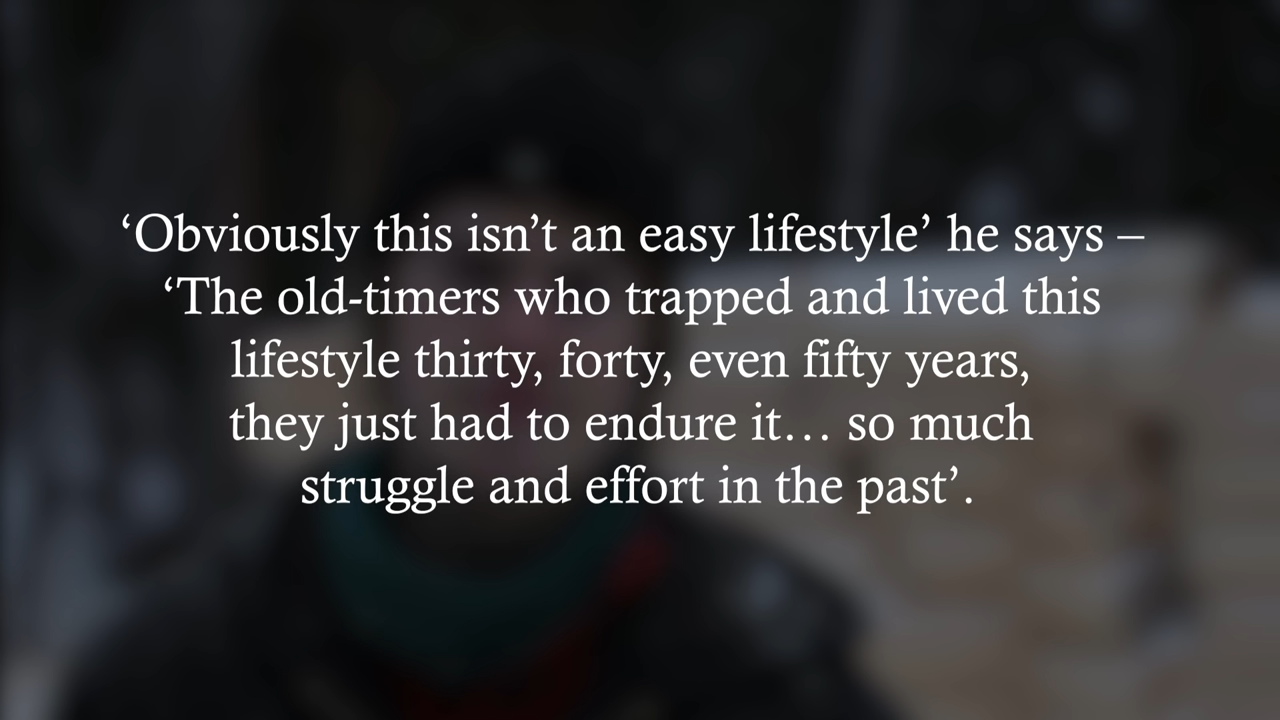 ‘Obviously this isn’t an easy lifestyle’ he says –
‘The old-timers who trapped and lived this
lifestyle thirty, forty, even fifty years,
they just had to endure it… so much
struggle and effort in the past’.